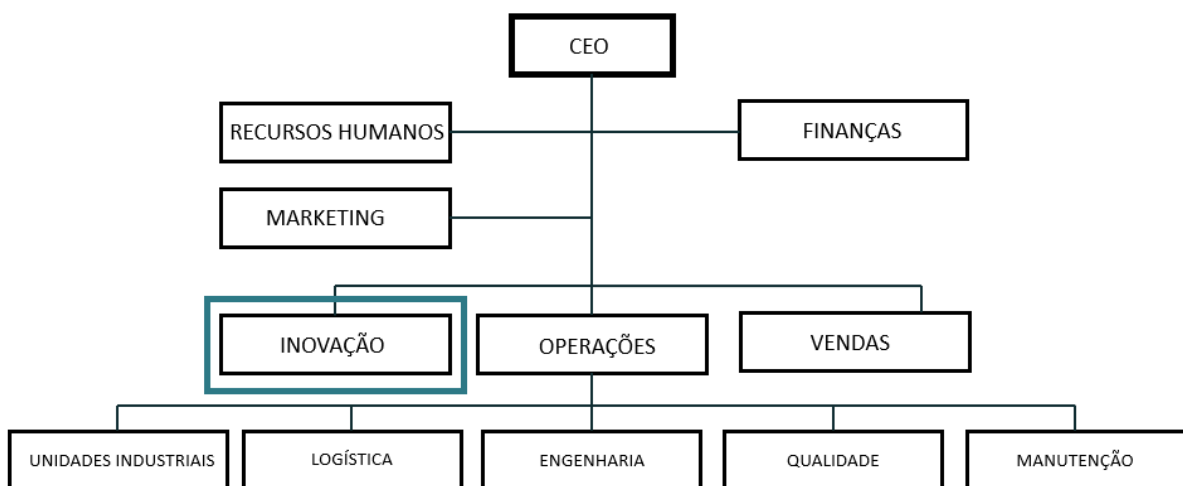 CEO
RECURSOS HUMANOS
FINANÇAS
MARKETING
INOVAÇÃO
OPERAÇÕES
VENDAS
UNIDADES INDUSTRIAIS
LOGÍSTICA
ENGENHARIA
QUALIDADE
MANUTENÇÃO